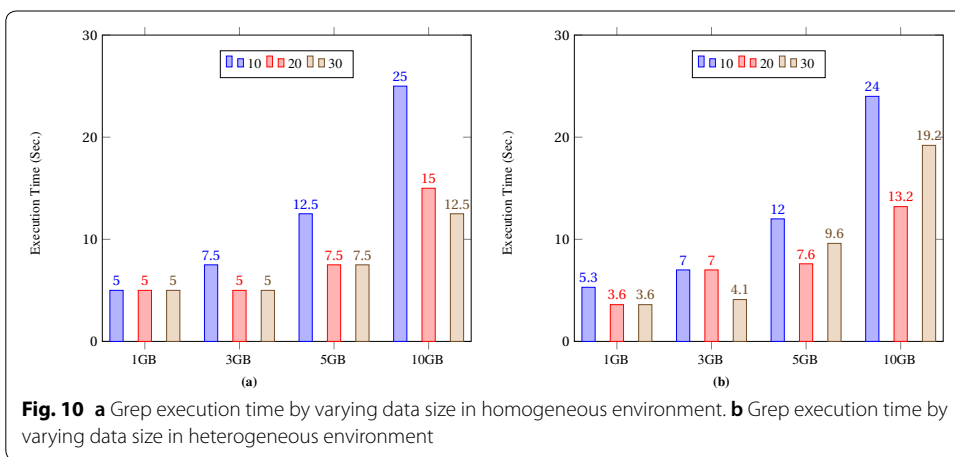 30
20
10
0
Execution Time (Sec.)
10 20 30
5 5 5
7.5 5 5
12.5 7.5 7.5
25 15 12.5
1GB 3GB 5GB 10GB
(a)
30
20
10
0
Execution Time (Sec.)
10 20 30
5.3 3.6 3.6
7 7 4.1
12 7.6 9.6
24 13.2 19.2
1GB 3GB 5GB 10GB
(b)
Fig. 10 a Grep execution time by varying data size in homogeneous environment. b Grep execution time by
varying data size in heterogeneous environment